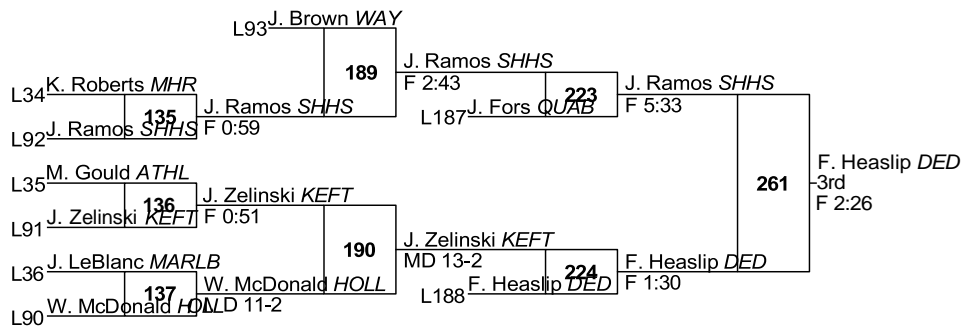 L93 J. Brown WAY
189
J. Ramos SHHS
F 2:43
L34 K. Roberts MHR
135
L92 J. Ramos SHHS
J. Ramos SHHS
F 0:59
223
L187 J. Fors QUAB
J. Ramos SHHS
F 5:33
L35 M. Gould ATHL
136
L91 J. Zelinski KEFT
J. Zelinski KEFT
F 0:51
261
F. Heaslip DED
3rd
F 2:26
190
J. Zelinski KEFT
MD 13-2
L36 J. LeBlanc MARLB
137
L90 W. McDonald HOLL
W. McDonald HOLL
D 11-2
224
L188 F. Heaslip DED
F. Heaslip DED
F 1:30